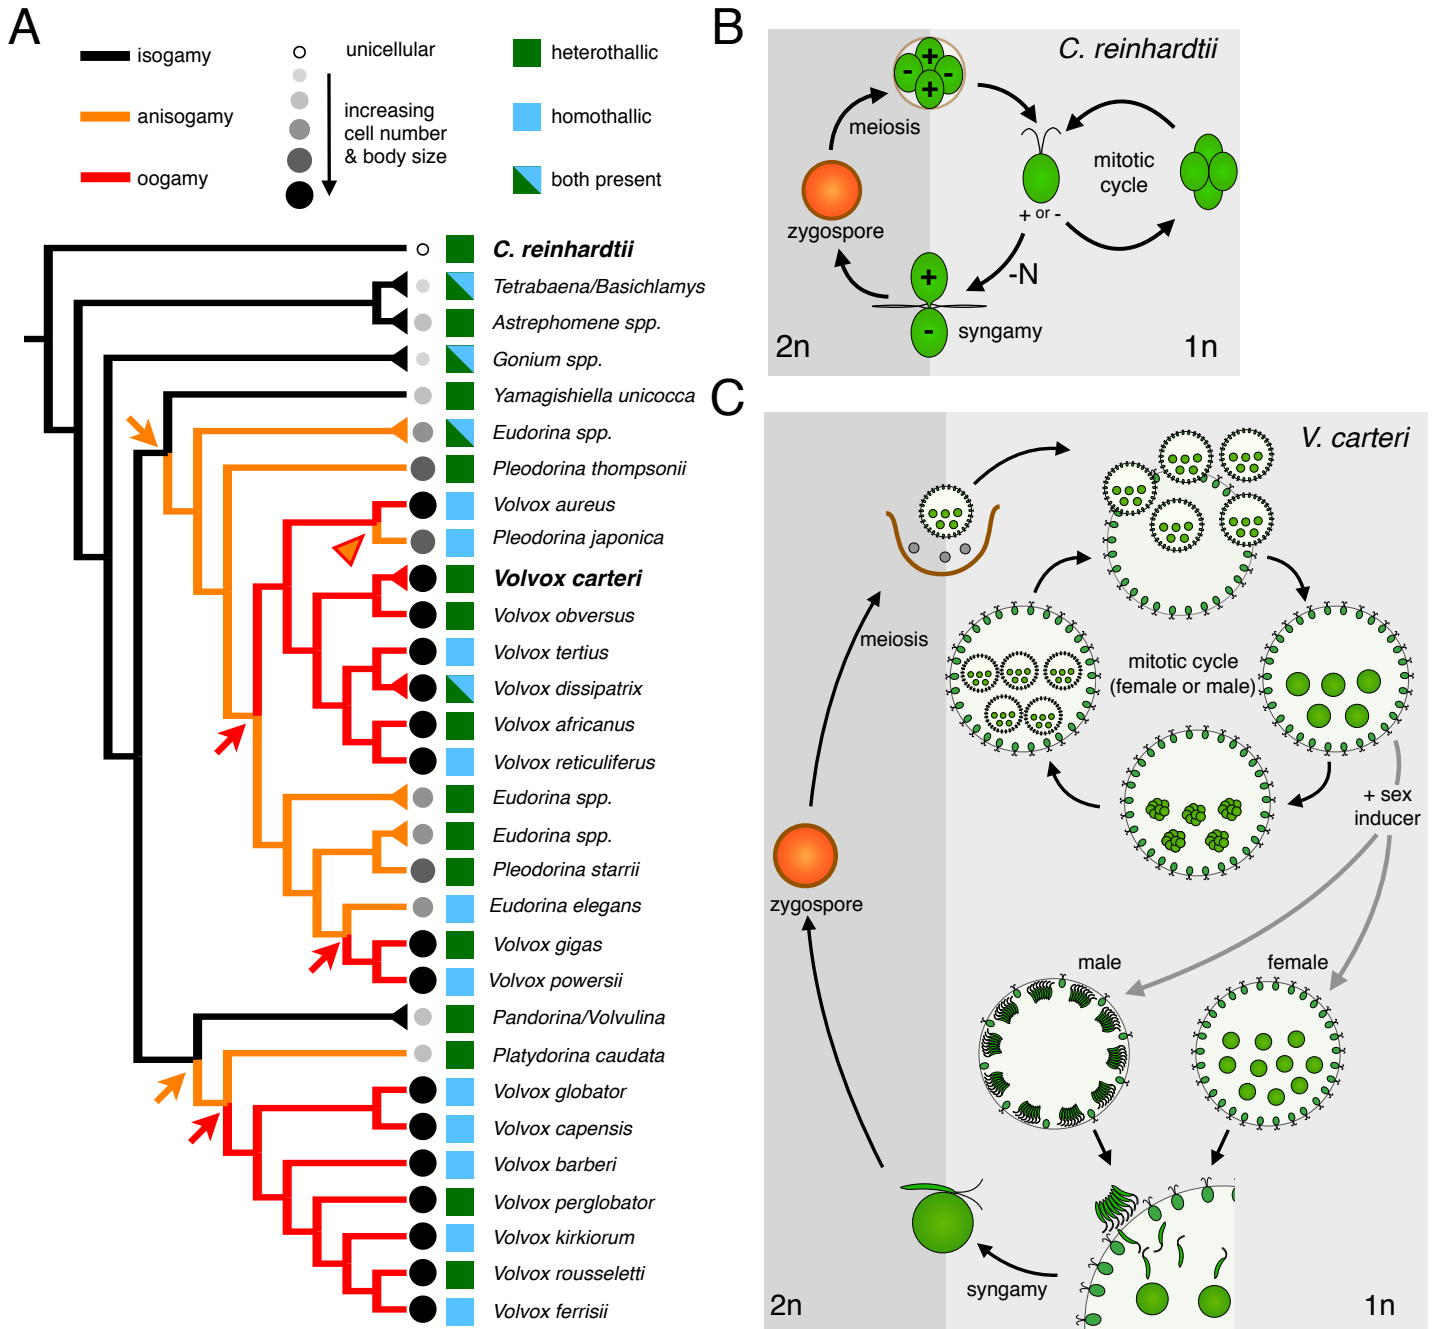 A
isogamy
anisogamy
oogamy
unicellular
increasing
cell number
& body size
heterothallic
homothallic
both present
C. reinhardtii
Tetrabaena/Basichlamys
Astrephomene spp.
Gonium spp.
Yamagishiella unicocca
Eudorina spp.
Pleodorina thompsonii
Volvox aureus
Pleodorina japonica
Volvox carteri
Volvox obversus
Volvox tertius
Volvox dissipatrix
Volvox africanus
Volvox reticuliferus
Eudorina spp.
Eudorina spp.
Pleodorina starrii
Eudorina elegans
Volvox gigas
Volvox powersii
Pandorina/Volvulina
Platydorina caudata
Volvox globator
Volvox capensis
Volvox barberi
Volvox perglobator
Volvox kirkiorum
Volvox rousseletti
Volvox ferrisii
B
C. reinhardtii
+
- -
+
meiosis
mitotic
cycle
+ or -
zygospore
-N
+
-
syngamy
2n
1n
C
V. carteri
meiosis
mitotic cycle
(female or male)
+ sex
inducer
zygospore
male
female
syngamy
2n
1n